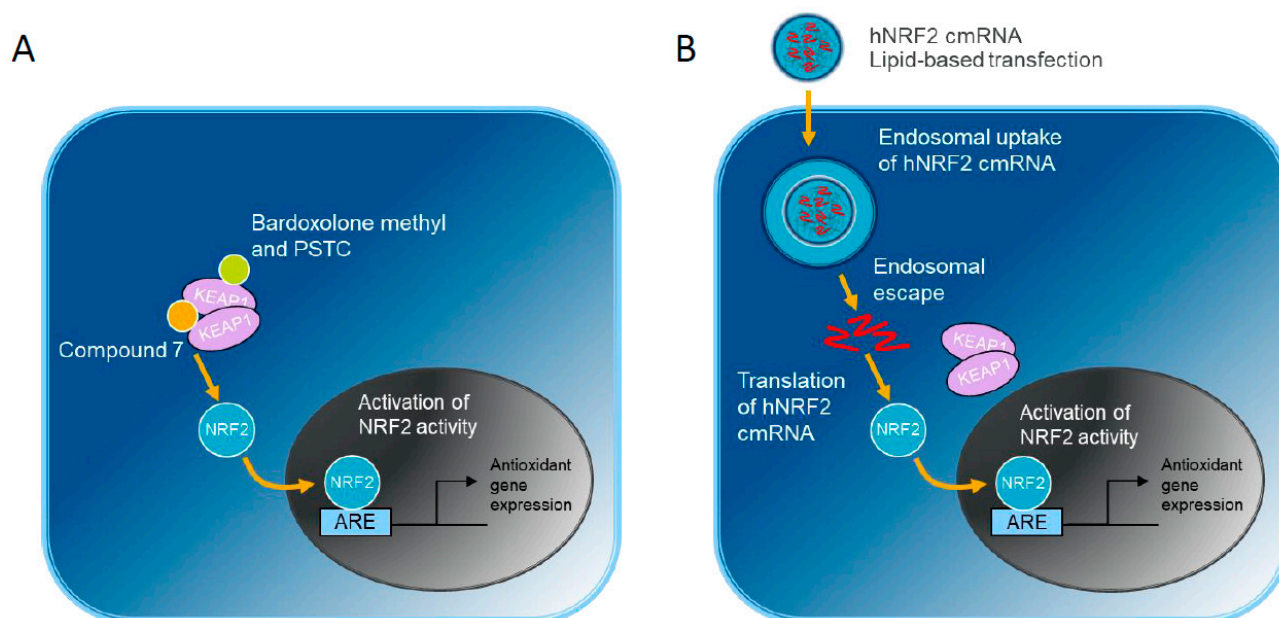 A
Bardoxolone methyl
and PSTC
KEAP1
KEAP1
Compound 7
NRF2
Activation of
NRF2 activity
NRF2
ARE
Antioxidant
gene
expression
B
hNRF2 cmRNA
Lipid-based transfection
Endosomal uptake
of hNRF2 cmRNA
Endosomal
escape
KEAP1
KEAP1
Translation
of hNRF2
cmRNA
NRF2
Activation of
NRF2 activity
NRF2
ARE
Antioxidant
gene
expression